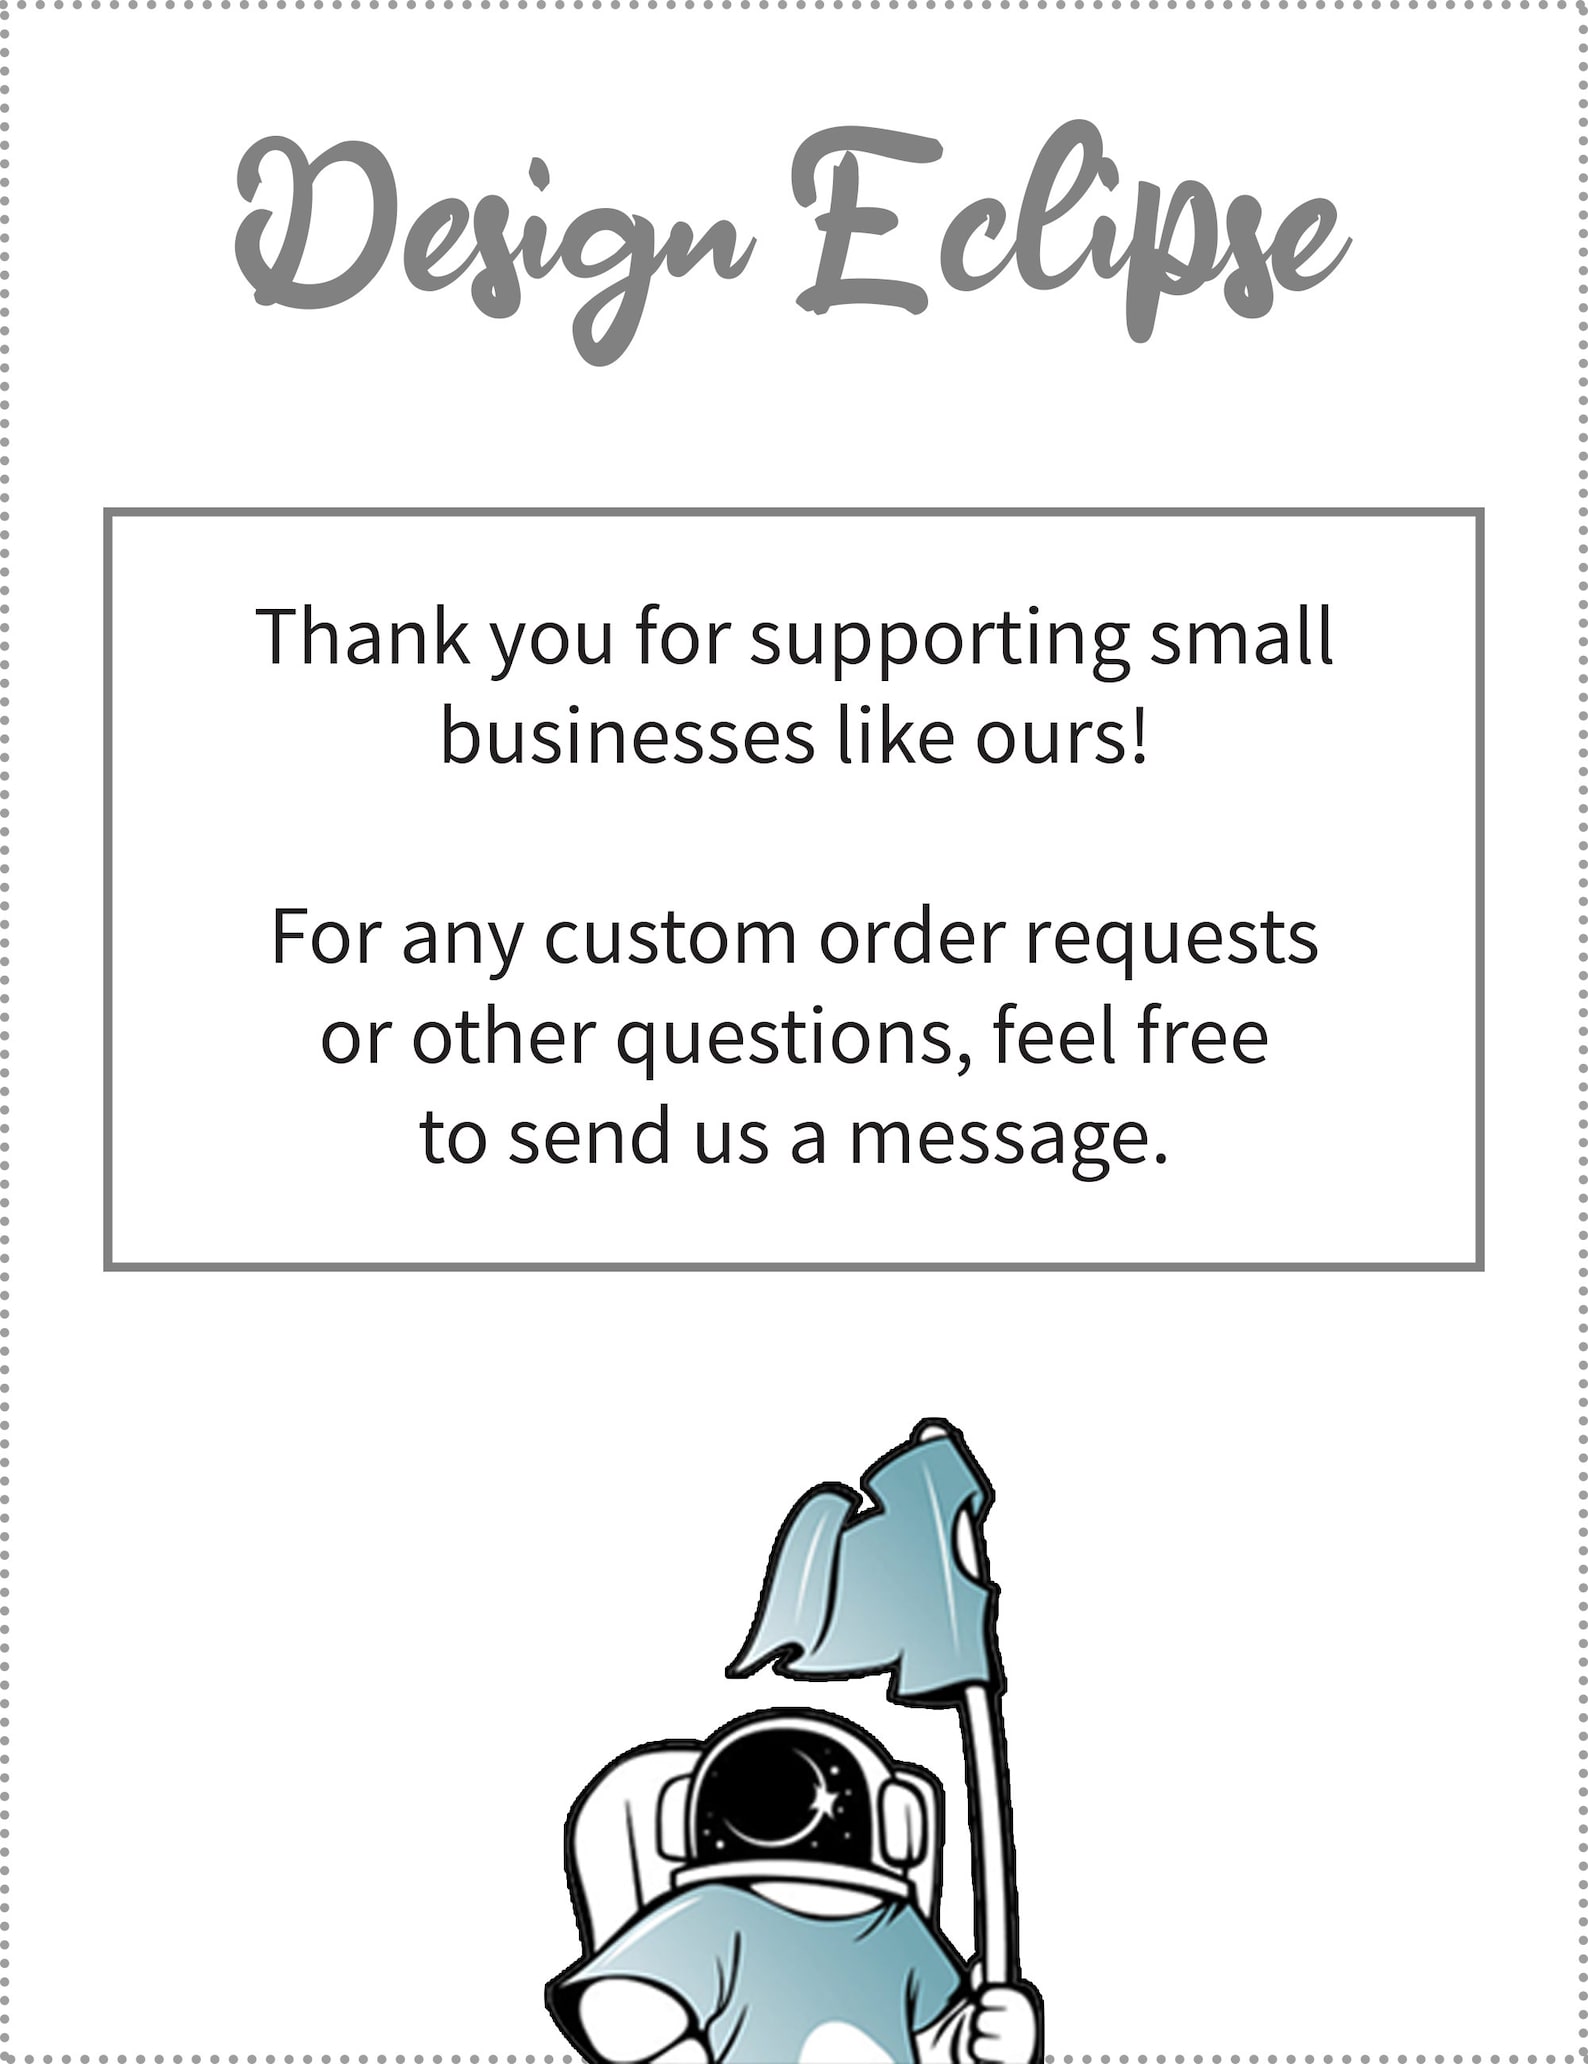 Design Eclipse
Thank you for supporting small
businesses like ours!
For any custom order requests
or other questions, feel free
to send us a message.